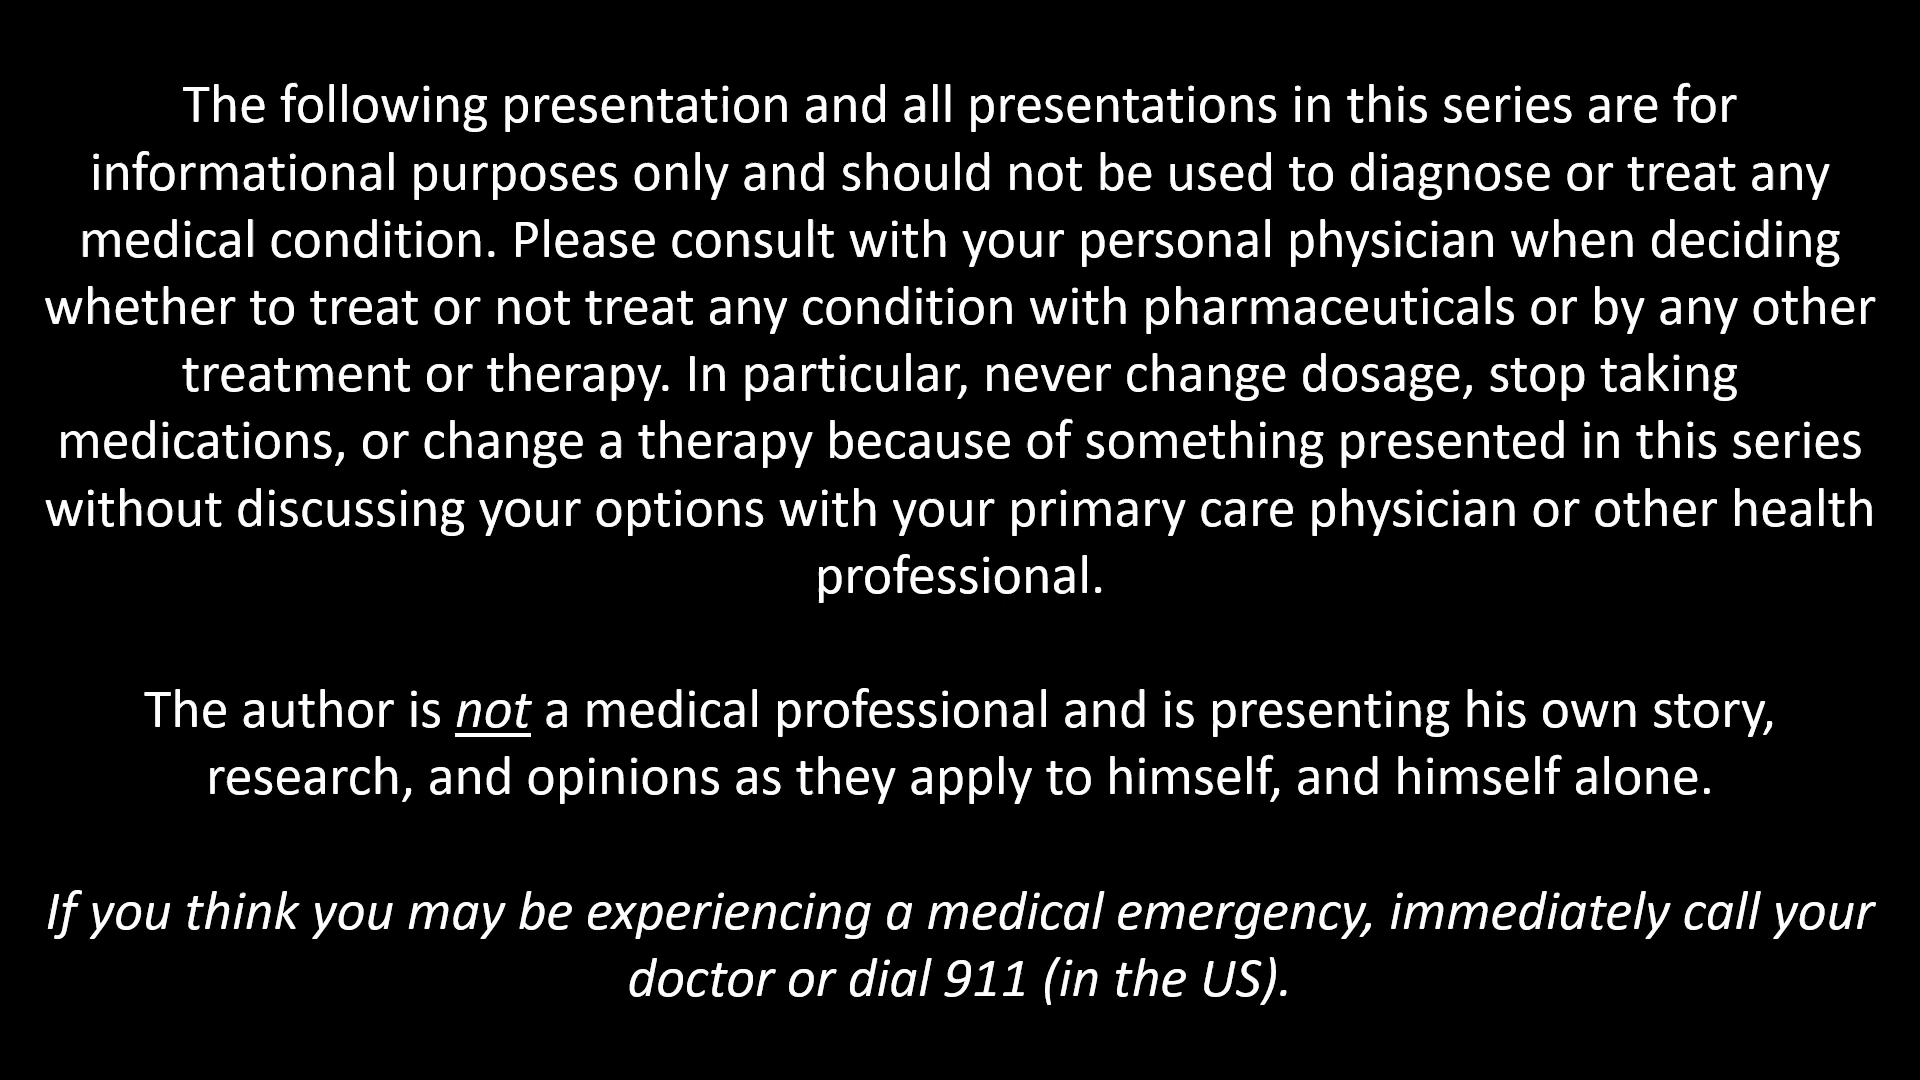 The following presentation and all presentations in this series are for
informational purposes only and should not be used to diagnose or treat any
medical condition. Please consult with your personal physician when deciding
whether to treat or not treat any condition with pharmaceuticals or by any other
treatment or therapy. In particular, never change dosage, stop taking
medications, or change a therapy because of something presented in this series
without discussing your options with your primary care physician or other health
professional.
The author is not a medical professional and is presenting his own story,
research, and opinions as they apply to himself, and himself alone.
If you think you may be experiencing a medical emergency, immediately call your
doctor or dial 911 (in the US).